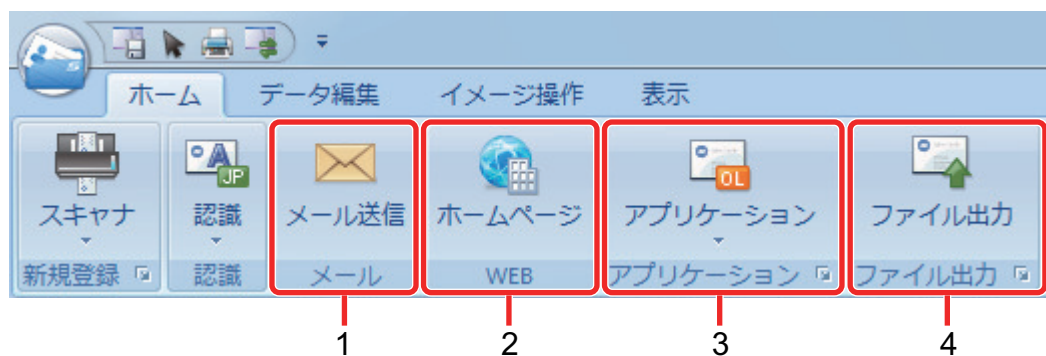 ホーム データ編集 イメージ操作 表示
JP OL
スキャナ 認識 メール送信 ホームページ アプリケーション ファイル出力
新規登録 認識 メール WEB アプリケーション ファイル出力
1 2 3 4